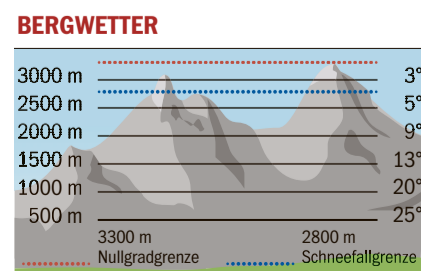 BERGWETTER
3000 m 3°
2500 m 5°
2000 m 9°
1500 m 13°
1000 m 20°
500 m 25°
3300 m 2800 m
Nullgradgrenze Schneefallgrenze